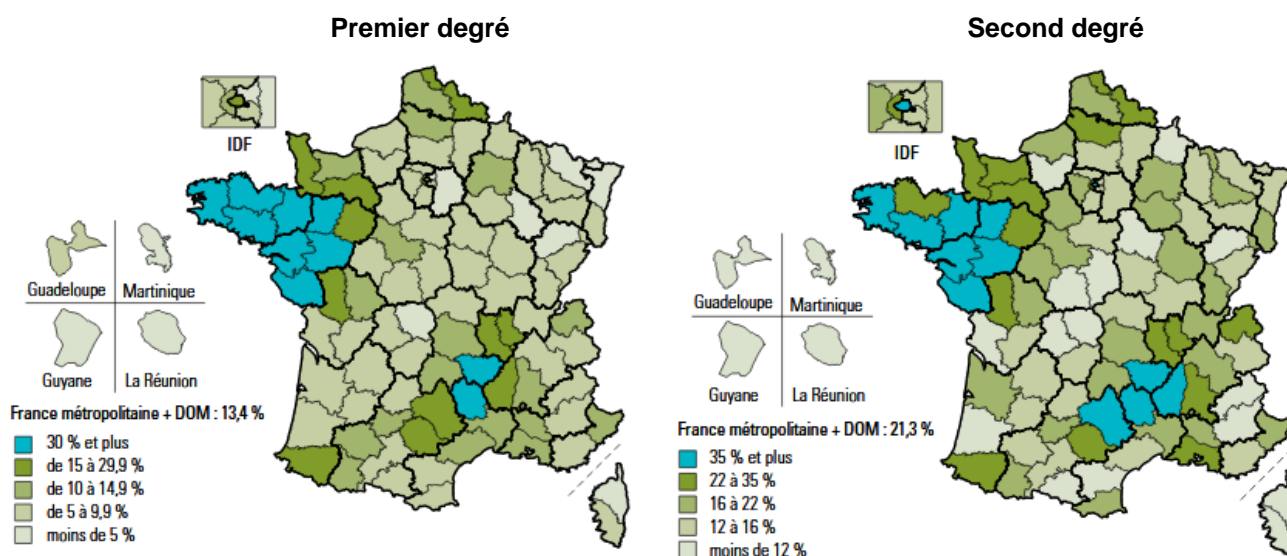 Premier degré
IDF
Guadeloupe
Martinique
Guyane
La Réunion
France métropolitaine + DOM : 13,4 %
30 % et plus
de 15 à 29,9 %
de 10 à 14,9 %
de 5 à 9,9 %
moins de 5 %
Second degré
IDF
Guadeloupe
Martinique
Guyane
La Réunion
France métropolitaine + DOM : 21,3 %
35 % et plus
22 à 35 %
16 à 22 %
12 à 16 %
moins de 12 %